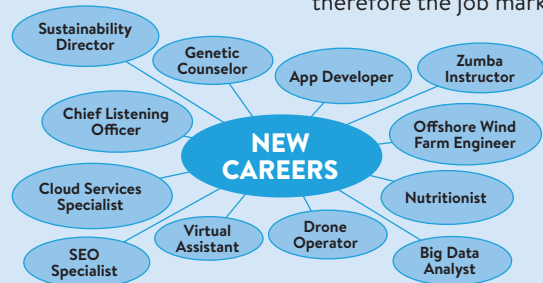 therefore the job mark
Sustainability
Director
Genetic
Counselor
App Developer
Zumba
Instructor
Chief Listening
Officer
NEW
CAREERS
Offshore Wind
Farm Engineer
Cloud Services
Specialist
Nutritionist
SEO
Specialist
Virtual
Assistant
Drone
Operator
Big Data
Analyst